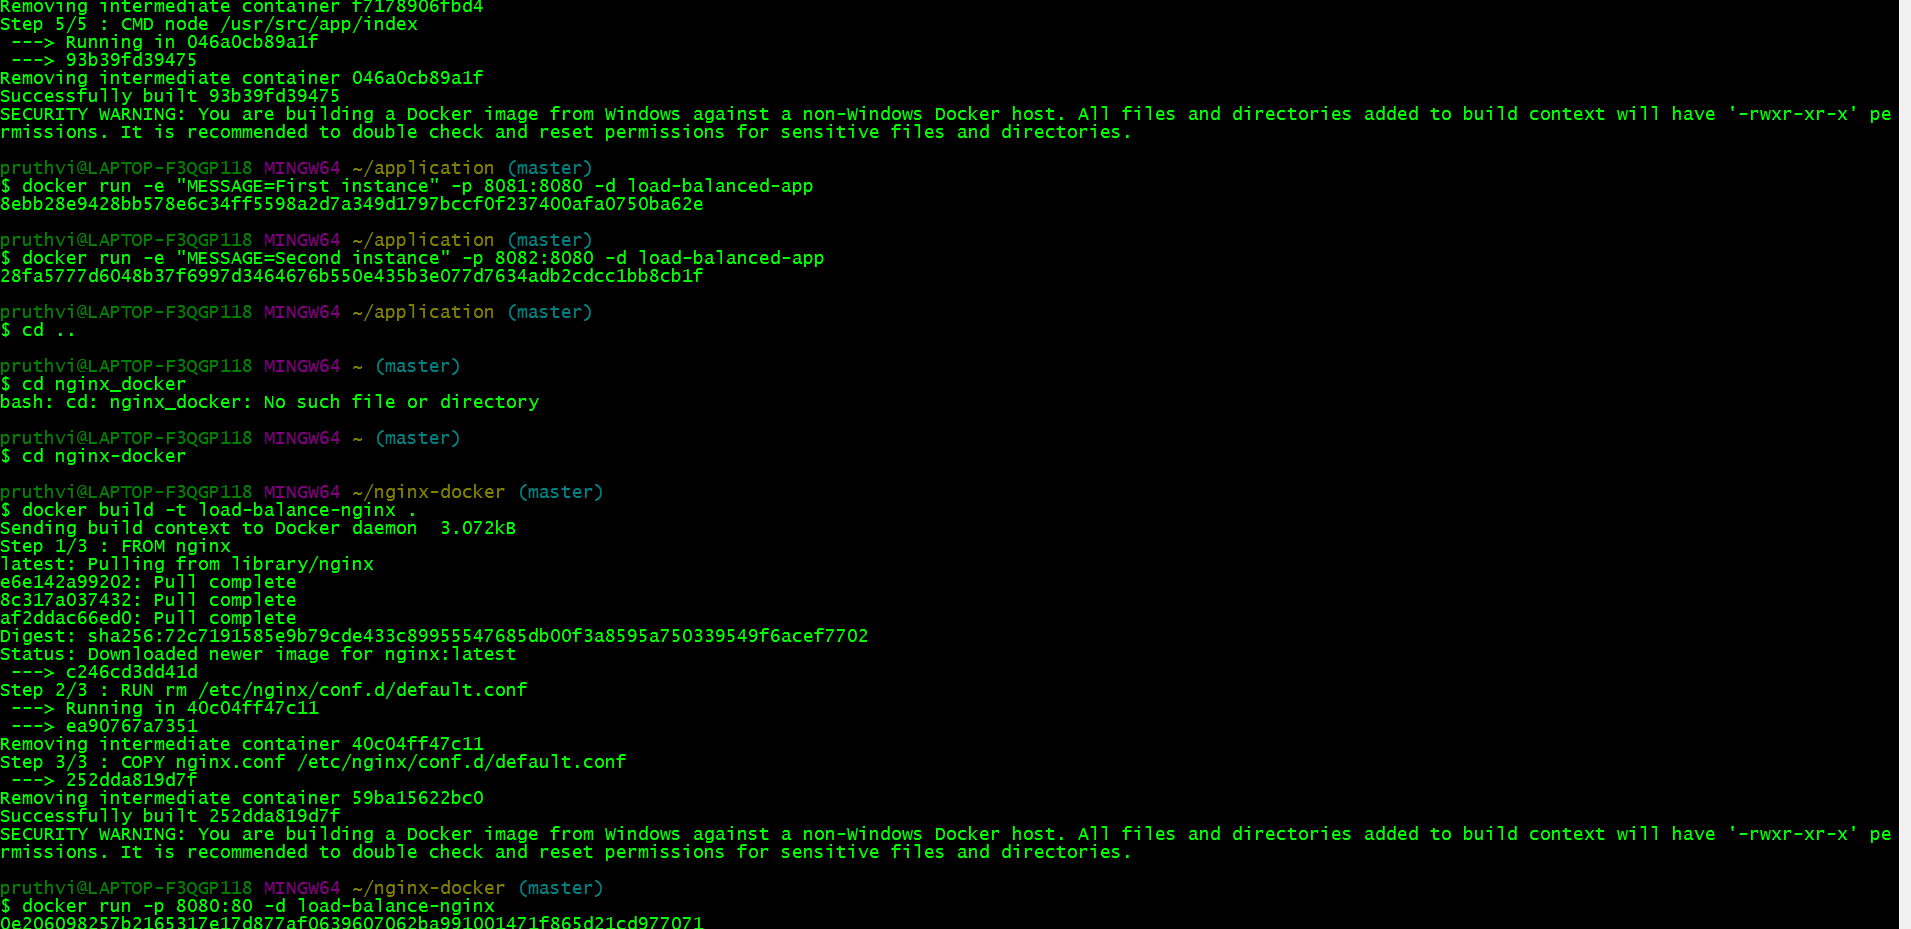 Removing intermediate container f7178906fbd4
Step 5/5 : CMD node /usr/src/app/index
 ---> Running in 046a0cb89a1f
 ---> 93b39fd39475
Removing intermediate container 046a0cb89a1f
Successfully built 93b39fd39475
SECURITY WARNING: You are building a Docker image from Windows against a non-Windows Docker host. All files and directories added to build context will have '-rwxr-xr-x' pe
rmissions. It is recommended to double check and reset permissions for sensitive files and directories.
pruthvi@LAPTOP-F3QGP118 MINGW64 ~/application (master)
$ docker run -e "MESSAGE=First instance" -p 8081:8080 -d load-balanced-app
8ebb28e9428bb578e6c34ff5598a2d7a349d1797bccf0f237400afa0750ba62e
pruthvi@LAPTOP-F3QGP118 MINGW64 ~/application (master)
$ docker run -e "MESSAGE=Second instance" -p 8082:8080 -d load-balanced-app
28fa5777d6048b37f6997d3464676b550e435b3e077d7634adb2cdcc1bb8cb1f
pruthvi@LAPTOP-F3QGP118 MINGW64 ~/application (master)
$ cd ..
pruthvi@LAPTOP-F3QGP118 MINGW64 ~ (master)
$ cd nginx_docker
bash: cd: nginx_docker: No such file or directory
pruthvi@LAPTOP-F3QGP118 MINGW64 ~ (master)
$ cd nginx-docker
pruthvi@LAPTOP-F3QGP118 MINGW64 ~/nginx-docker (master)
$ docker build -t load-balance-nginx .
Sending build context to Docker daemon  3.072kB
Step 1/3 : FROM nginx
latest: Pulling from library/nginx
e6e142a99202: Pull complete
8c317a037432: Pull complete
af2ddac66ed0: Pull complete
Digest: sha256:72c7191585e9b79cde433c89955547685db00f3a8595a750339549f6acef7702
Status: Downloaded newer image for nginx:latest
 ---> c246cd3dd41d
Step 2/3 : RUN rm /etc/nginx/conf.d/default.conf
 ---> Running in 40c04ff47c11
 ---> ea90767a7351
Removing intermediate container 40c04ff47c11
Step 3/3 : COPY nginx.conf /etc/nginx/conf.d/default.conf
 ---> 252dda819d7f
Removing intermediate container 59ba15622bc0
Successfully built 252dda819d7f
SECURITY WARNING: You are building a Docker image from Windows against a non-Windows Docker host. All files and directories added to build context will have '-rwxr-xr-x' pe
rmissions. It is recommended to double check and reset permissions for sensitive files and directories.
pruthvi@LAPTOP-F3QGP118 MINGW64 ~/nginx-docker (master)
$ docker run -p 8080:80 -d load-balance-nginx
0e206098257b2165317e17d877af0639607062ba991001471f865d21cd977071